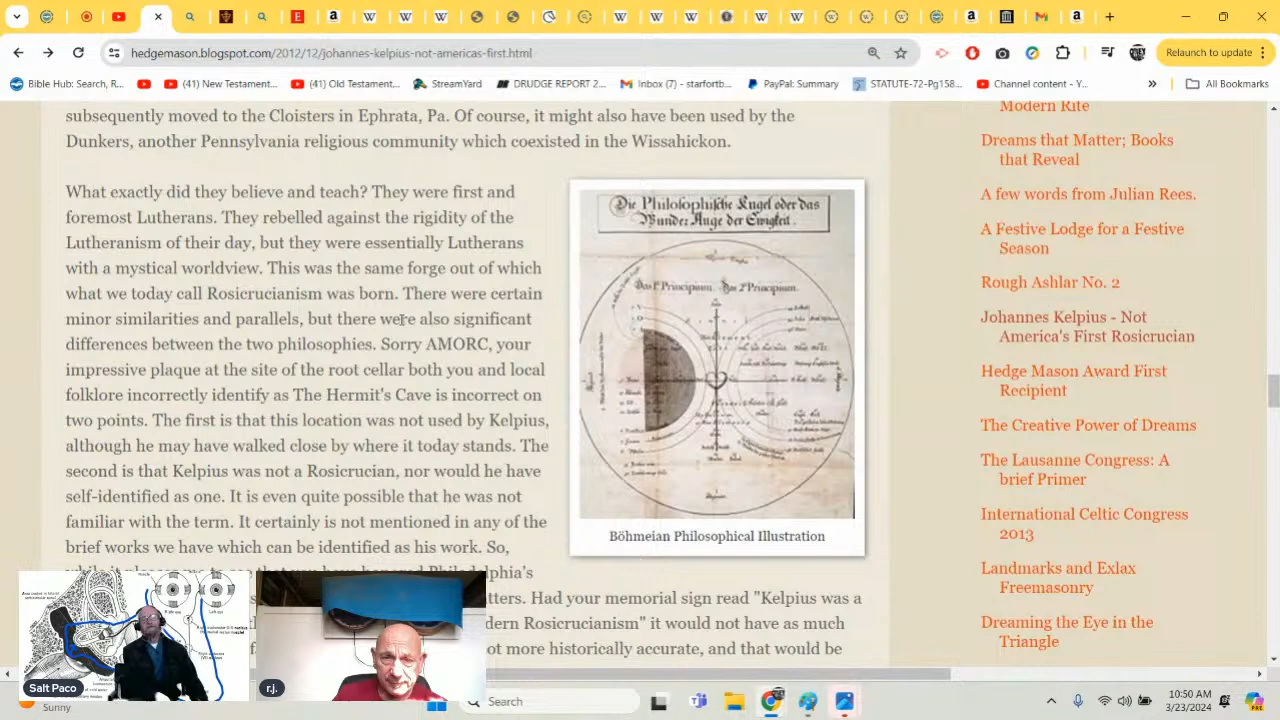 hedgemason.blogspot.com/2012/12/johannes-kelpius-not-americas-first.html
Relaunch to update
Bible Hub: Search, R...
(41) New Testament...
(41) Old Testament...
StreamYard
DRUDGE REPORT 2...
Inbox (7) - starfortb...
PayPal: Summary
STATUTE-72-Pg158...
Channel content - Y...
All Bookmarks
subsequently moved to the Cloisters in Ephrata, Pa. Of course, it might also have been used by the
Dunkers, another Pennsylvania religious community which coexisted in the Wissahickon.
What exactly did they believe and teach? They were first and
foremost Lutherans. They rebelled against the rigidity of the
Lutheranism of their day, but they were essentially Lutherans
with a mystical worldview. This was the same forge out of which
what we today call Rosicrucianism was born. There were certain
minor similarities and parallels, but there were also significant
differences between the two philosophies. Sorry AMORC, your
impressive plaque at the site of the root cellar both you and local
folklore incorrectly identify as The Hermit's Cave is incorrect on
two points. The first is that this location was not used by Kelpius,
although he may have walked close by where it today stands. The
second is that Kelpius was not a Rosicrucian, nor would he have
self-identified as one. It is even quite possible that he was not
familiar with the term. It certainly is not mentioned in any of the
brief works we have which can be identified as his work. So,
Philadelphia's
tters. Had your memorial sign read "Kelpius was a
dern Rosicrucianism" it would not have as much
ot more historically accurate, and that would be
Die Philosophische Kugel oder das
Wunder Auge der Ewigkeit.
Das 1 Principium. Das 2 Principium.
Böhmeian Philosophical Illustration
Modern Rite
Dreams that Matter; Books
that Reveal
A few words from Julian Rees.
A Festive Lodge for a Festive
Season
Rough Ashlar No. 2
Johannes Kelpius - Not
America's First Rosicrucian
Hedge Mason Award First
Recipient
The Creative Power of Dreams
The Lausanne Congress: A
brief Primer
International Celtic Congress
2013
Landmarks and Exlax
Freemasonry
Dreaming the Eye in the
Triangle
Right eye
Left eye
Salt Paco
r.j.
Sunny
Search
10:50 AM
3/23/2024